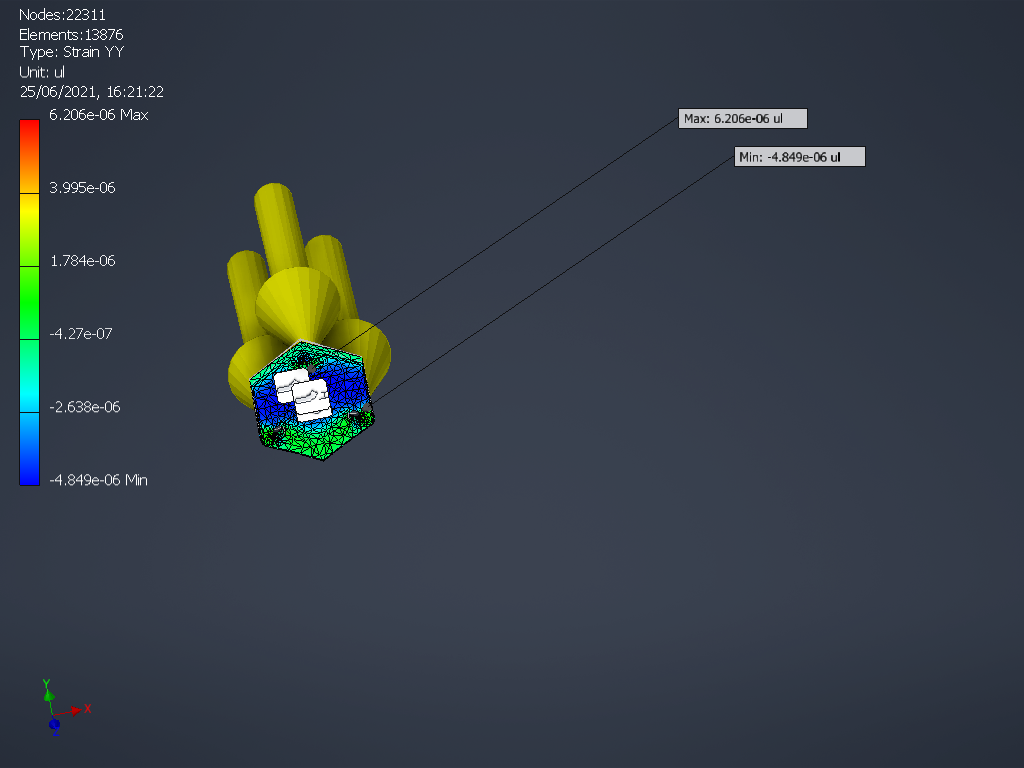 Nodes:22311
Elements:13876
Type: Strain YY
Unit: ul
25/06/2021, 16:21:22
6.206e-06 Max
3.995e-06
1.784e-06
-4.27e-07
-2.638e-06
-4.849e-06 Min
Max: 6.206e-06 ul
Min: -4.849e-06 ul
Y
X
Z